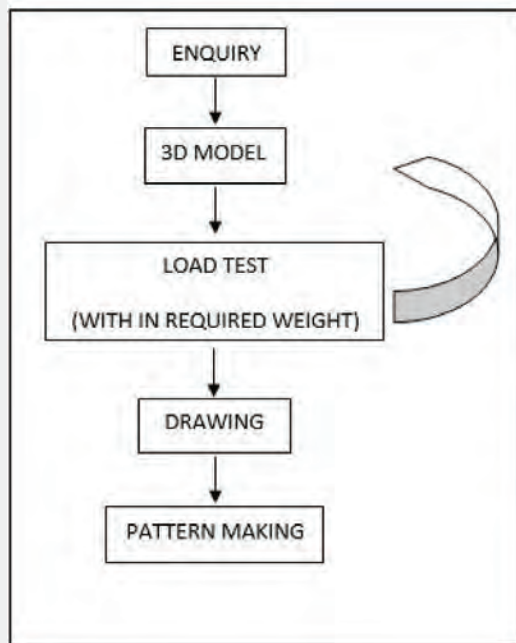 ENQUIRY
3D MODEL
LOAD TEST
(WITH IN REQUIRED WEIGHT)
DRAWING
PATTERN MAKING